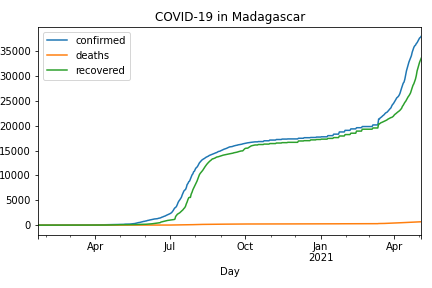 COVID-19 in Madagascar
confirmed
deaths
recovered
35000
30000
25000
20000
15000
10000
5000
0
Apr Jul Oct Jan Apr
2021
Day